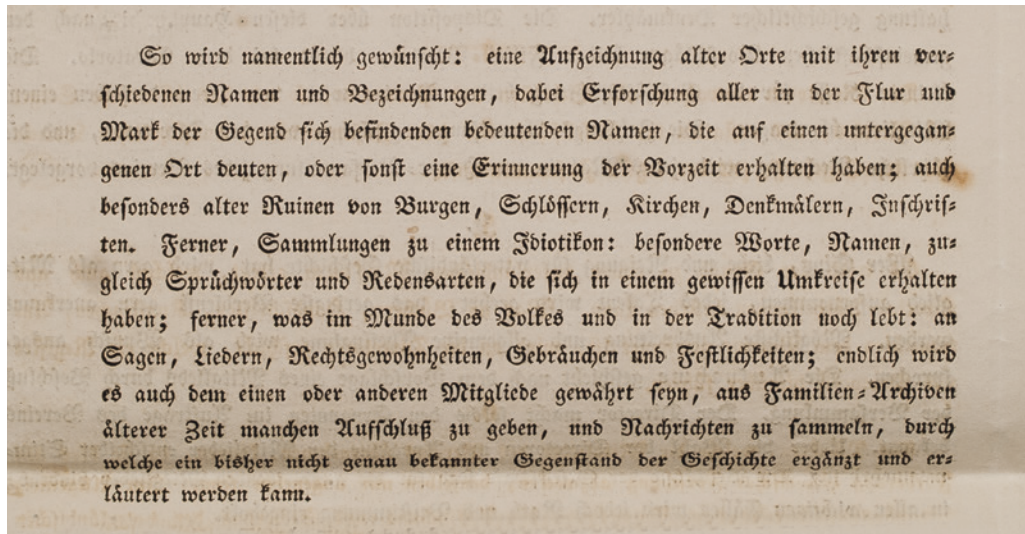 So wird namentlich gewünscht: eine Aufzeichnung alter Orte mit ihren ver-
schiedenen Namen und Bezeichnungen, dabei Erforschung aller in der Flur und
Mark der Gegend sich befindenden bedeutenden Namen, die auf einen untergegan-
genen Ort deuten, oder sonst eine Erinnerung der Vorzeit erhalten haben; auch
besonders alter Ruinen von Burgen, Schlössern, Kirchen, Denkmälern, Inschrif-
ten. Ferner, Sammlungen zu einem Idiotikon: besondere Worte, Namen, zu-
gleich Sprüchwörter und Redensarten, die sich in einem gewissen Umkreise erhalten
haben; ferner, was im Munde des Volkes und in der Tradition noch lebt: an
Sagen, Liedern, Rechtsgewohnheiten, Gebräuchen und Festlichkeiten; endlich wird
es auch dem einen oder anderen Mitgliede gewährt seyn, aus Familien-Archiven
älterer Zeit manchen Aufschluß zu geben, und Nachrichten zu sammeln, durch
welche ein bisher nicht genau bekannter Gegenstand der Geschichte ergänzt und er-
läutert werden kann.